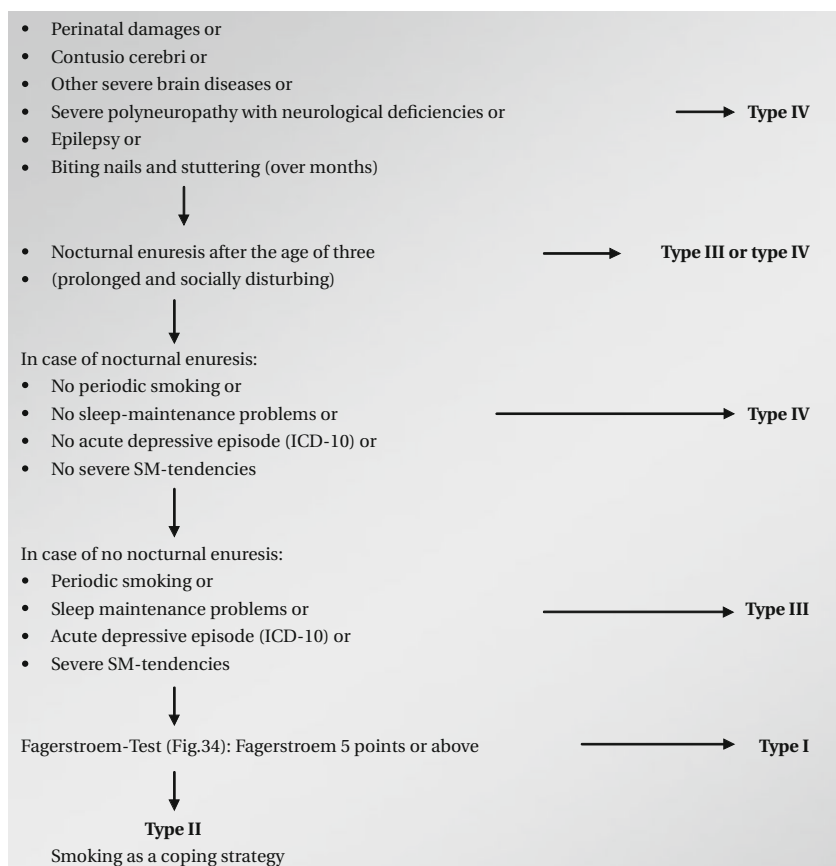 • Perinatal damages or
• Contusio cerebri or
• Other severe brain diseases or
• Severe polyneuropathy with neurological deficiencies or Type IV
• Epilepsy or
• Biting nails and stuttering (over months)
• Nocturnal enuresis after the age of three Type III or type IV
• (prolonged and socially disturbing)
In case of nocturnal enuresis:
• No periodic smoking or
• No sleep-maintenance problems or Type IV
• No acute depressive episode (ICD-10) or
• No severe SM-tendencies
In case of no nocturnal enuresis:
• Periodic smoking or
• Sleep maintenance problems or Type III
• Acute depressive episode (ICD-10) or
• Severe SM-tendencies
Fagerstroem-Test (Fig.34): Fagerstroem 5 points or above Type I
Type II
Smoking as a coping strategy